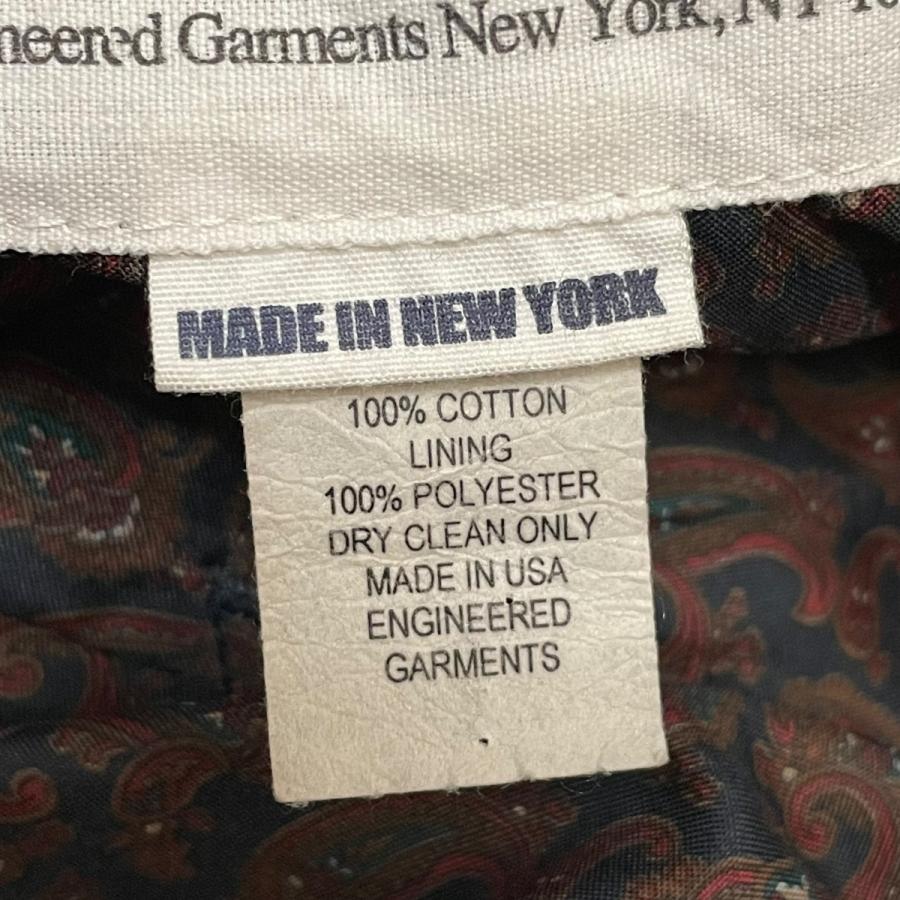 Garments New York, NY
MADE IN NEW YORK
100% COTTON
LINING
100% POLYESTER
DRY CLEAN ONLY
MADE IN USA
ENGINEERED
GARMENTS